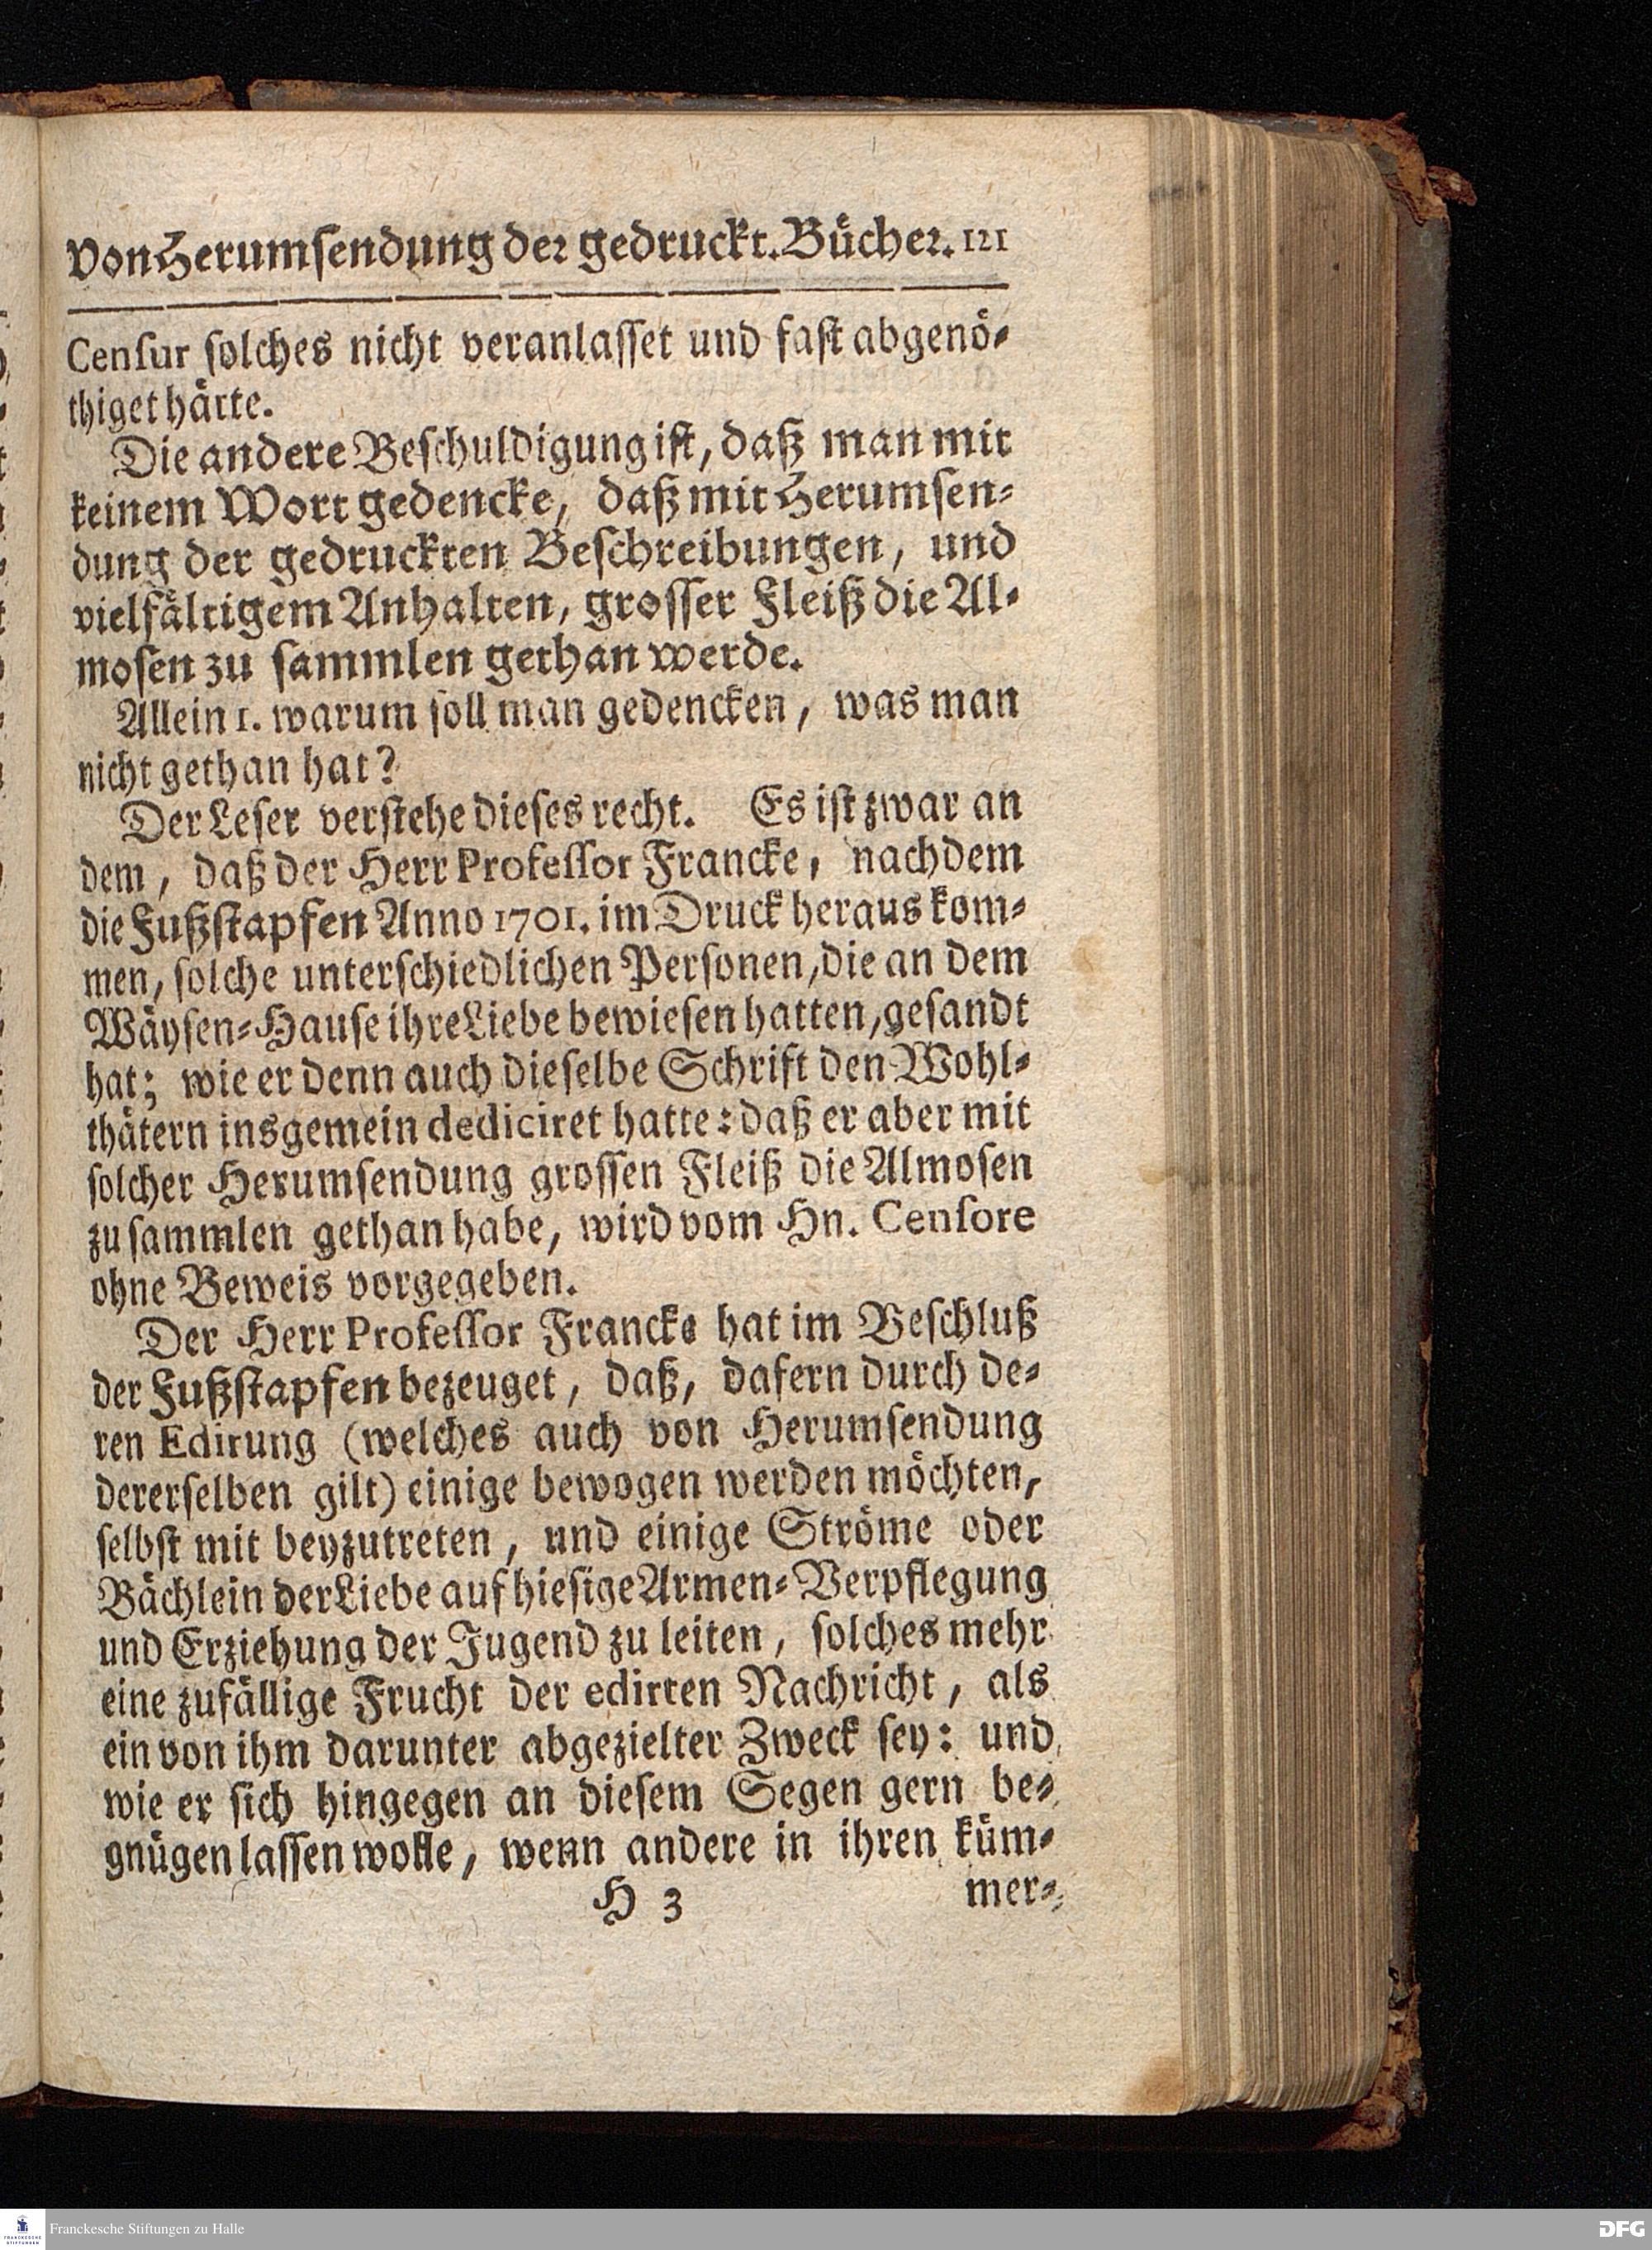 von Herumsendung der gedruckt. Bücher. 121
Censur solches nicht veranlasset und fast abgenö-
thiget hätte.
Die andere Beschuldigung ist, daß man mit
keinem Wort gedencke, daß mit Herumsen-
dung der gedruckten Beschreibungen, und
vielfältigem Anhalten, grosser Fleiß die Al-
mosen zu sammlen gethan werde.
Allein 1. warum soll man gedencken, was man
nicht gethan hat?
Der Leser verstehe dieses recht. Es ist zwar an
dem, daß der Herr Professor Francke, nachdem
die Fußstapfen Anno 1701. im Druck heraus kom-
men, solche unterschiedlichen Personen, die an dem
Wäysen-Hause ihre Liebe bewiesen hatten, gesandt
hat; wie er denn auch dieselbe Schrift den Wohl-
thätern insgemein dediciret hatte: daß er aber mit
solcher Herumsendung grossen Fleiß die Almosen
zu sammlen gethan habe, wird vom Hn. Censore
ohne Beweis vorgegeben.
Der Herr Professor Francke hat im Beschluß
der Fußstapfen bezeuget, daß, dafern durch de-
ren Edirung (welches auch von Herumsendung
dererselben gilt) einige bewogen werden möchten,
selbst mit beyzutreten, und einige Ströme oder
Bächlein der Liebe auf hiesige Armen-Verpflegung
und Erziehung der Jugend zu leiten, solches mehr
eine zufällige Frucht der edirten Nachricht, als
ein von ihm darunter abgezielter Zweck sey: und
wie er sich hingegen an diesem Segen gern be-
gnügen lassen wolle, wenn andere in ihren küm-
H 3 mer-
Franckesche Stiftungen zu Halle
DFG